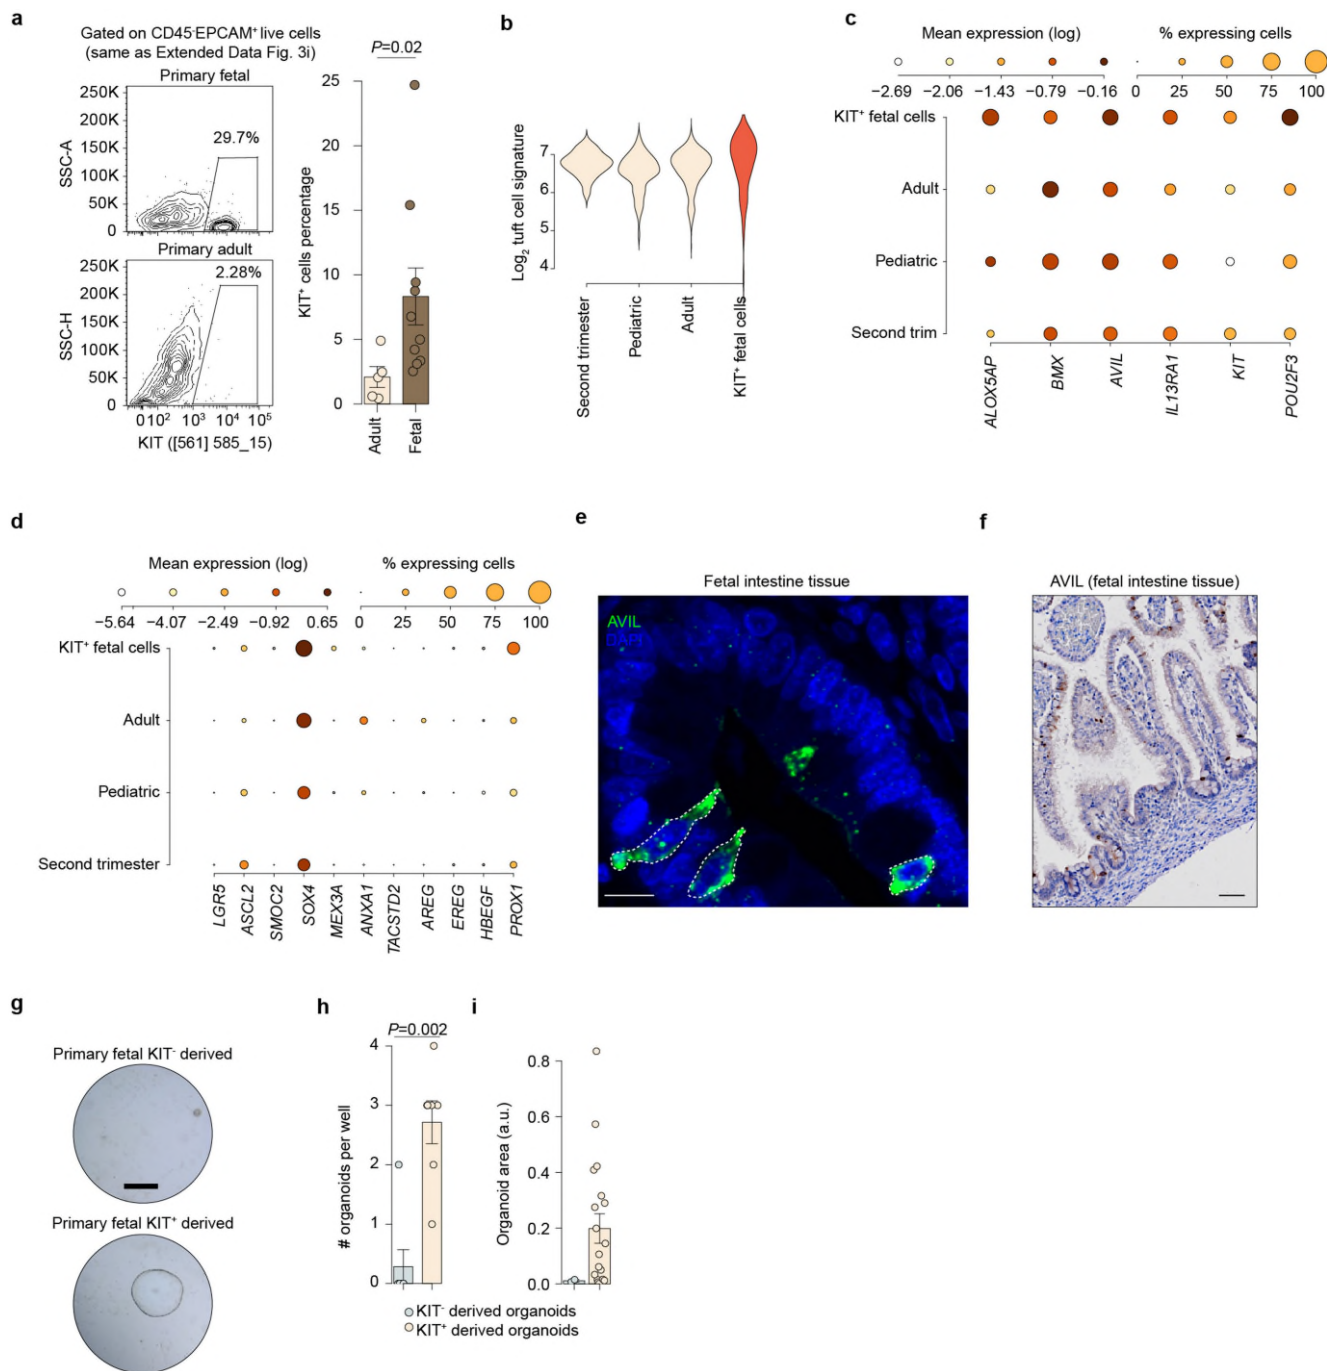 a
Gated on CD45⁻EPCAM⁺ live cells
(same as Extended Data Fig. 3i)
Primary fetal
250K
200K
150K
100K
50K
0
SSC-A
29.7%
Primary adult
250K
200K
150K
100K
50K
0
SSC-H
2.28%
0 10² 10³ 10⁴ 10⁵
KIT ([561] 585_15)
P=0.02
25
20
15
10
5
0
KIT⁺ cells percentage
Adult
Fetal
b
Log₂ tuft cell signature
7
6
5
4
Second trimester
Pediatric
Adult
KIT⁺ fetal cells
c
Mean expression (log)
% expressing cells
−2.69 −2.06 −1.43 −0.79 −0.16
0 25 50 75 100
KIT⁺ fetal cells
Adult
Pediatric
Second trim
ALOX5AP
BMX
AVIL
IL13RA1
KIT
POU2F3
d
Mean expression (log)
% expressing cells
−5.64 −4.07 −2.49 −0.92 0.65
0 25 50 75 100
KIT⁺ fetal cells
Adult
Pediatric
Second trimester
LGR5
ASCL2
SMOC2
SOX4
MEX3A
ANXA1
TACSTD2
AREG
EREG
HBEGF
PROX1
e
Fetal intestine tissue
AVIL
DAPI
f
AVIL (fetal intestine tissue)
g
Primary fetal KIT⁻ derived
Primary fetal KIT⁺ derived
h
P=0.002
4
3
2
1
0
# organoids per well
i
0.8
0.6
0.4
0.2
0.0
Organoid area (a.u.)
KIT⁻ derived organoids
KIT⁺ derived organoids